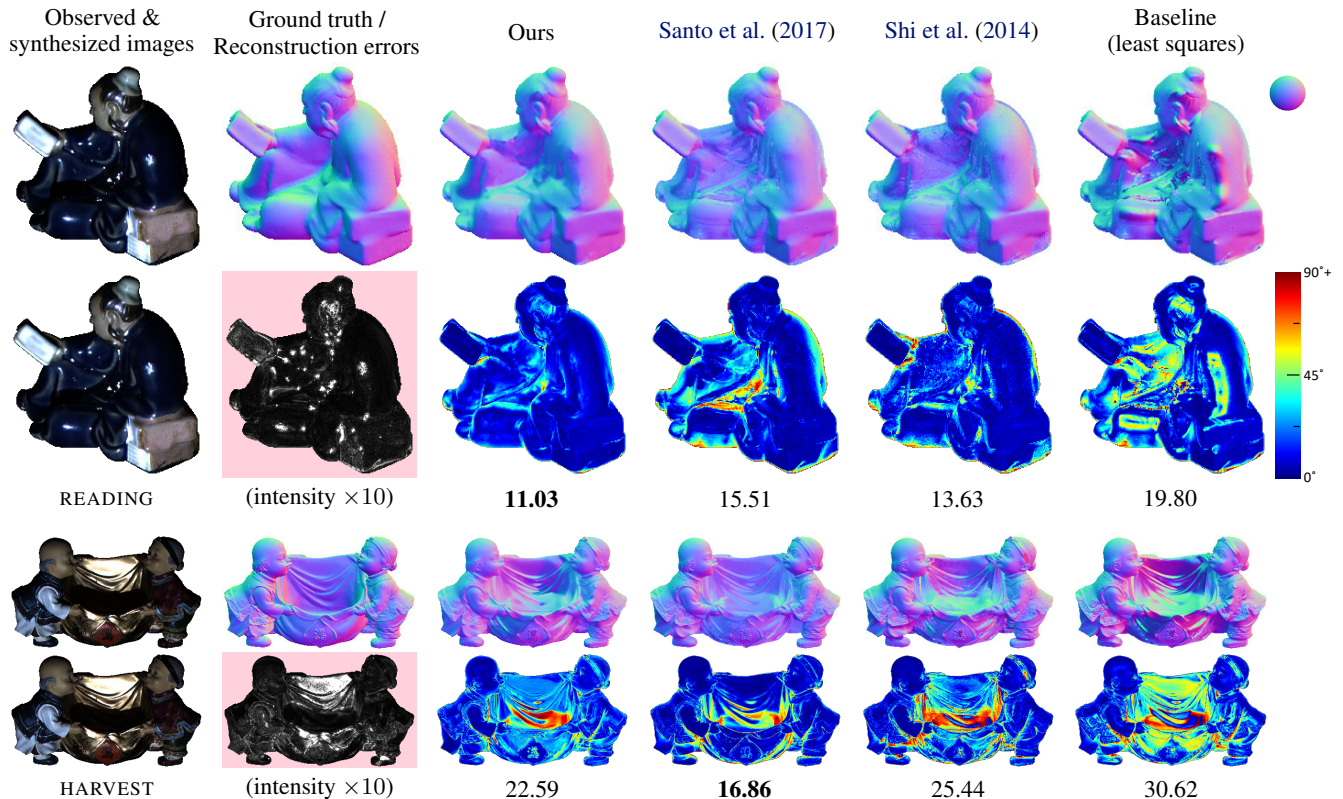 Observed &
synthesized images
Ground truth /
Reconstruction errors
Ours
Santo et al. (2017)
Shi et al. (2014)
Baseline
(least squares)
90°+
45°
0°
READING
(intensity ×10)
11.03
15.51
13.63
19.80
HARVEST
(intensity ×10)
22.59
16.86
25.44
30.62